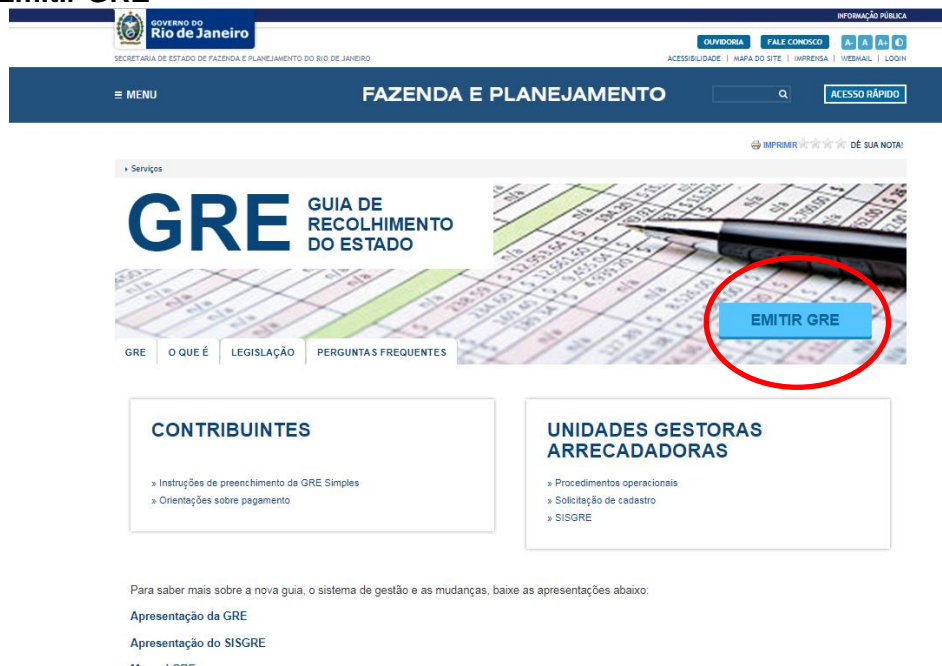 Emitir GRE
INFORMAÇÃO PÚBLICA
GOVERNO DO
Rio de Janeiro
OUVIDORIA FALE CONOSCO A- A A+
SECRETARIA DE ESTADO DE FAZENDA E PLANEJAMENTO DO RIO DE JANEIRO
ACESSIBILIDADE | MAPA DO SITE | IMPRENSA | WEBMAIL | LOGIN
≡ MENU
FAZENDA E PLANEJAMENTO
ACESSO RÁPIDO
IMPRIMIR DÊ SUA NOTA!
› Serviços
GRE
GUIA DE
RECOLHIMENTO
DO ESTADO
EMITIR GRE
GRE O QUE É LEGISLAÇÃO PERGUNTAS FREQUENTES
CONTRIBUINTES
» Instruções de preenchimento da GRE Simples
» Orientações sobre pagamento
UNIDADES GESTORAS
ARRECADADORAS
» Procedimentos operacionais
» Solicitação de cadastro
» SISGRE
Para saber mais sobre a nova guia, o sistema de gestão e as mudanças, baixe as apresentações abaixo:
Apresentação da GRE
Apresentação do SISGRE